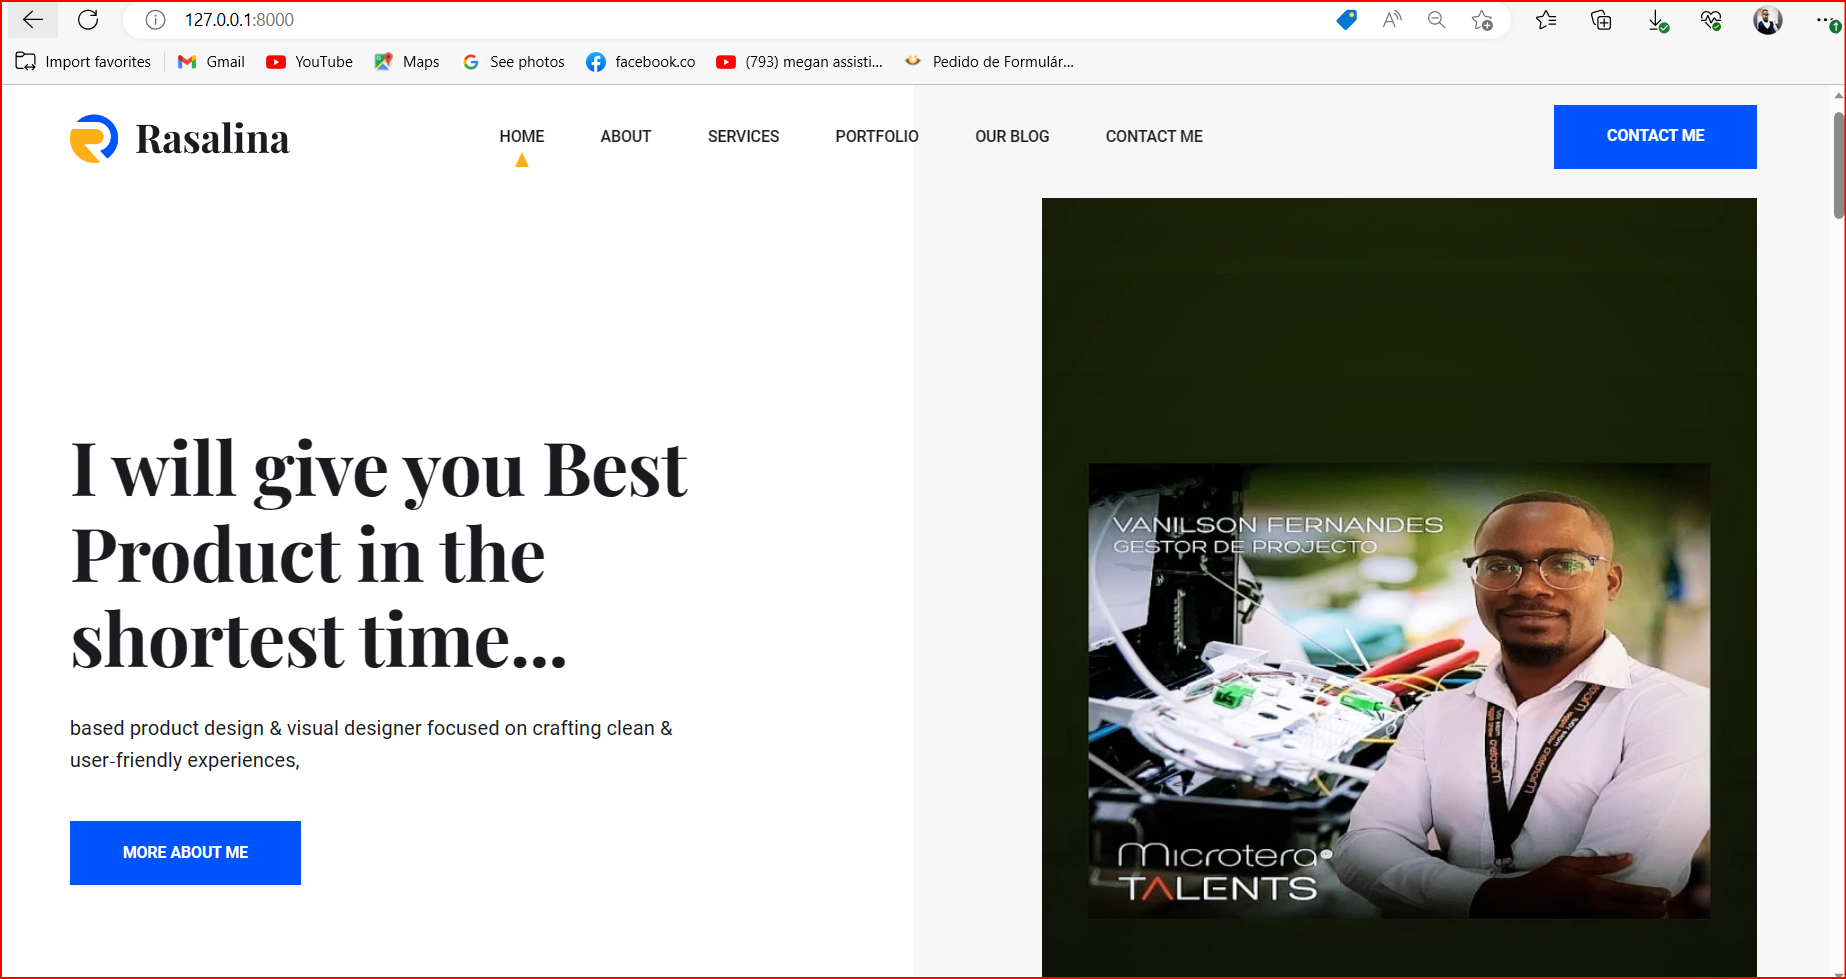 127.0.0.1:8000
Import favorites
Gmail
YouTube
Maps
See photos
facebook.co
(793) megan assisti...
Pedido de Formulár...
Rasalina
HOME
ABOUT
SERVICES
PORTFOLIO
OUR BLOG
CONTACT ME
CONTACT ME
I will give you Best
Product in the
shortest time...
based product design & visual designer focused on crafting clean &
user-friendly experiences,
MORE ABOUT ME
VANILSON FERNANDES
GESTOR DE PROJECTO
Microtera
TALENTS